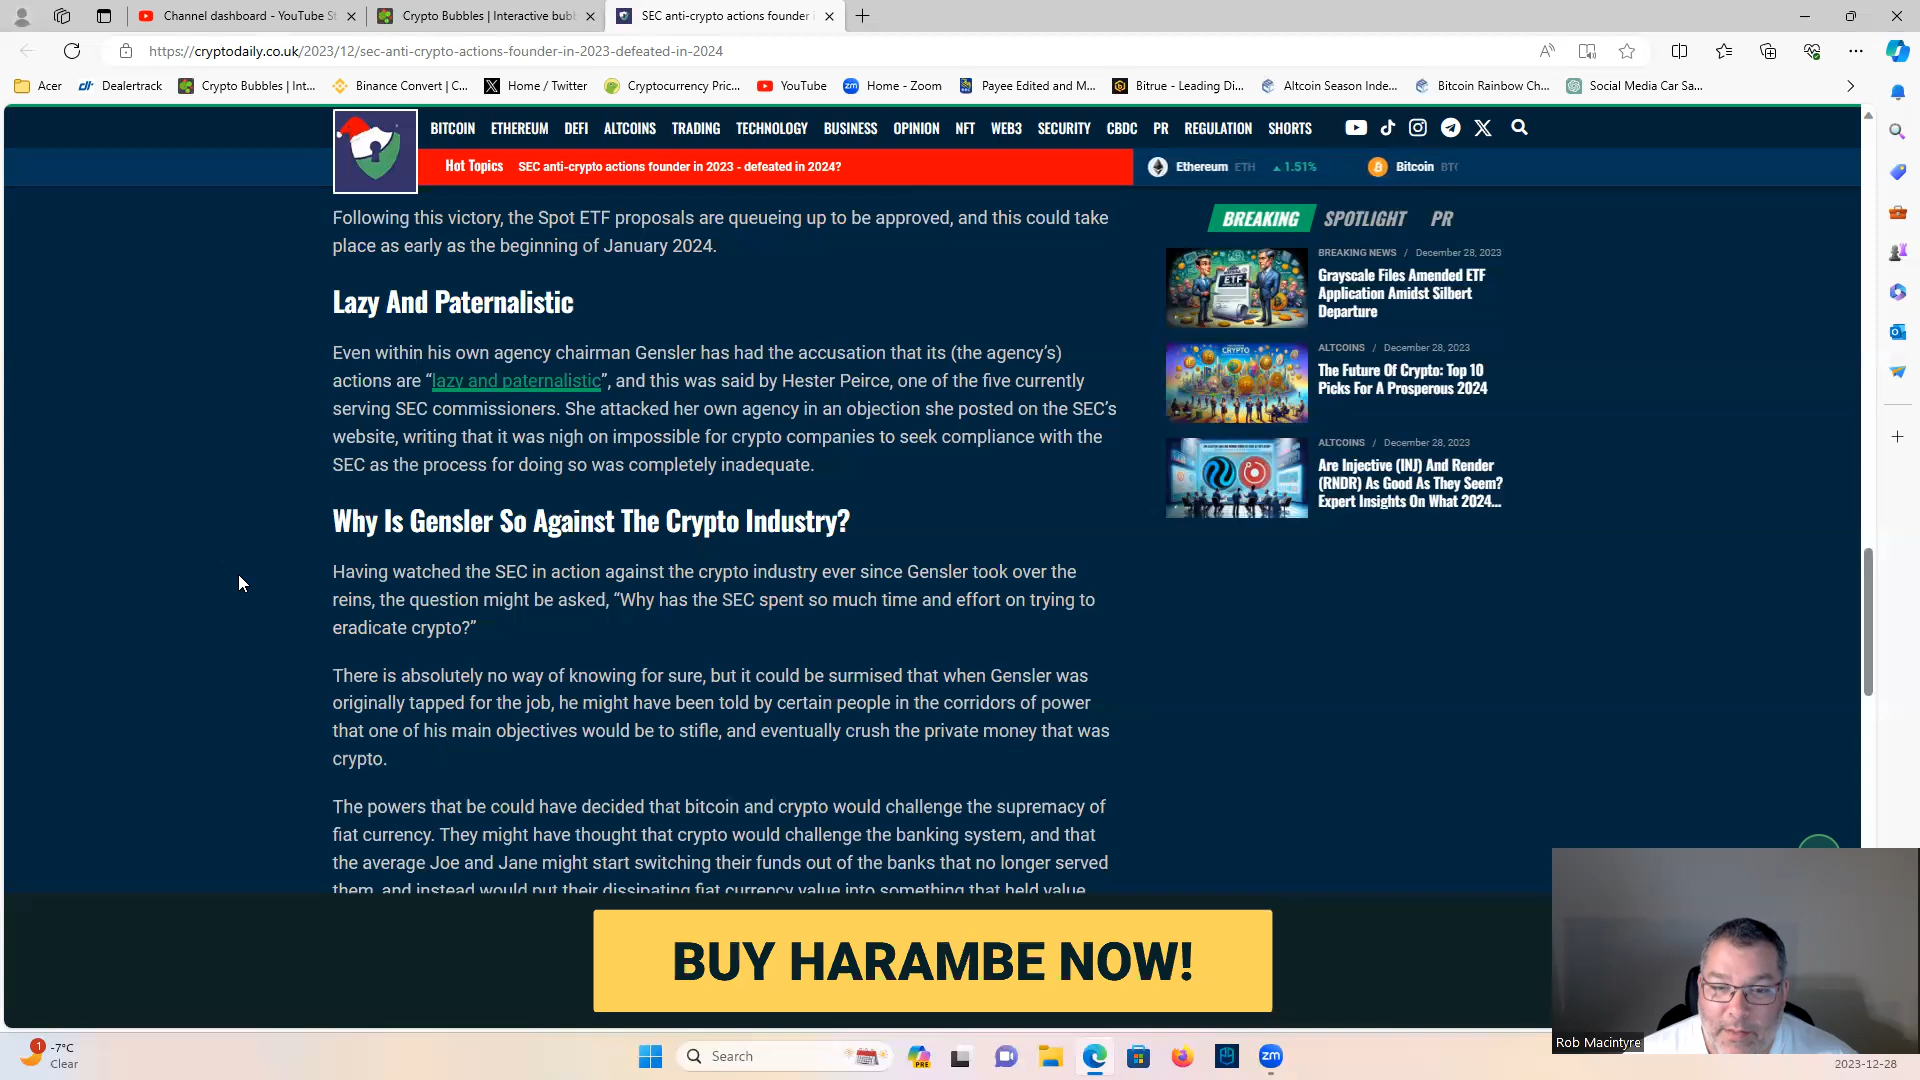 Channel dashboard - YouTube St
Crypto Bubbles | Interactive bub
SEC anti-crypto actions founder i
https://cryptodaily.co.uk/2023/12/sec-anti-crypto-actions-founder-in-2023-defeated-in-2024
Acer
Dealertrack
Crypto Bubbles | Int...
Binance Convert | C...
Home / Twitter
Cryptocurrency Pric...
YouTube
Home - Zoom
Payee Edited and M...
Bitrue - Leading Di...
Altcoin Season Inde...
Bitcoin Rainbow Ch...
Social Media Car Sa...
BITCOIN ETHEREUM DEFI ALTCOINS TRADING TECHNOLOGY BUSINESS OPINION NFT WEB3 SECURITY CBDC PR REGULATION SHORTS
Hot Topics SEC anti-crypto actions founder in 2023 - defeated in 2024?
Ethereum ETH ▲1.51%
Bitcoin BTC
Following this victory, the Spot ETF proposals are queueing up to be approved, and this could take
place as early as the beginning of January 2024.
Lazy And Paternalistic
Even within his own agency chairman Gensler has had the accusation that its (the agency's)
actions are “lazy and paternalistic”, and this was said by Hester Peirce, one of the five currently
serving SEC commissioners. She attacked her own agency in an objection she posted on the SEC’s
website, writing that it was nigh on impossible for crypto companies to seek compliance with the
SEC as the process for doing so was completely inadequate.
Why Is Gensler So Against The Crypto Industry?
Having watched the SEC in action against the crypto industry ever since Gensler took over the
reins, the question might be asked, “Why has the SEC spent so much time and effort on trying to
eradicate crypto?”
There is absolutely no way of knowing for sure, but it could be surmised that when Gensler was
originally tapped for the job, he might have been told by certain people in the corridors of power
that one of his main objectives would be to stifle, and eventually crush the private money that was
crypto.
The powers that be could have decided that bitcoin and crypto would challenge the supremacy of
fiat currency. They might have thought that crypto would challenge the banking system, and that
the average Joe and Jane might start switching their funds out of the banks that no longer served
them, and instead would put their dissipating fiat currency value into something that held value
BREAKING SPOTLIGHT PR
BREAKING NEWS / December 28, 2023
Grayscale Files Amended ETF
Application Amidst Silbert
Departure
ALTCOINS / December 28, 2023
The Future Of Crypto: Top 10
Picks For A Prosperous 2024
ALTCOINS / December 28, 2023
Are Injective (INJ) And Render
(RNDR) As Good As They Seem?
Expert Insights On What 2024...
BUY HARAMBE NOW!
Rob Macintyre
1
-7°C
Clear
Search
PRE
zm
2023-12-28